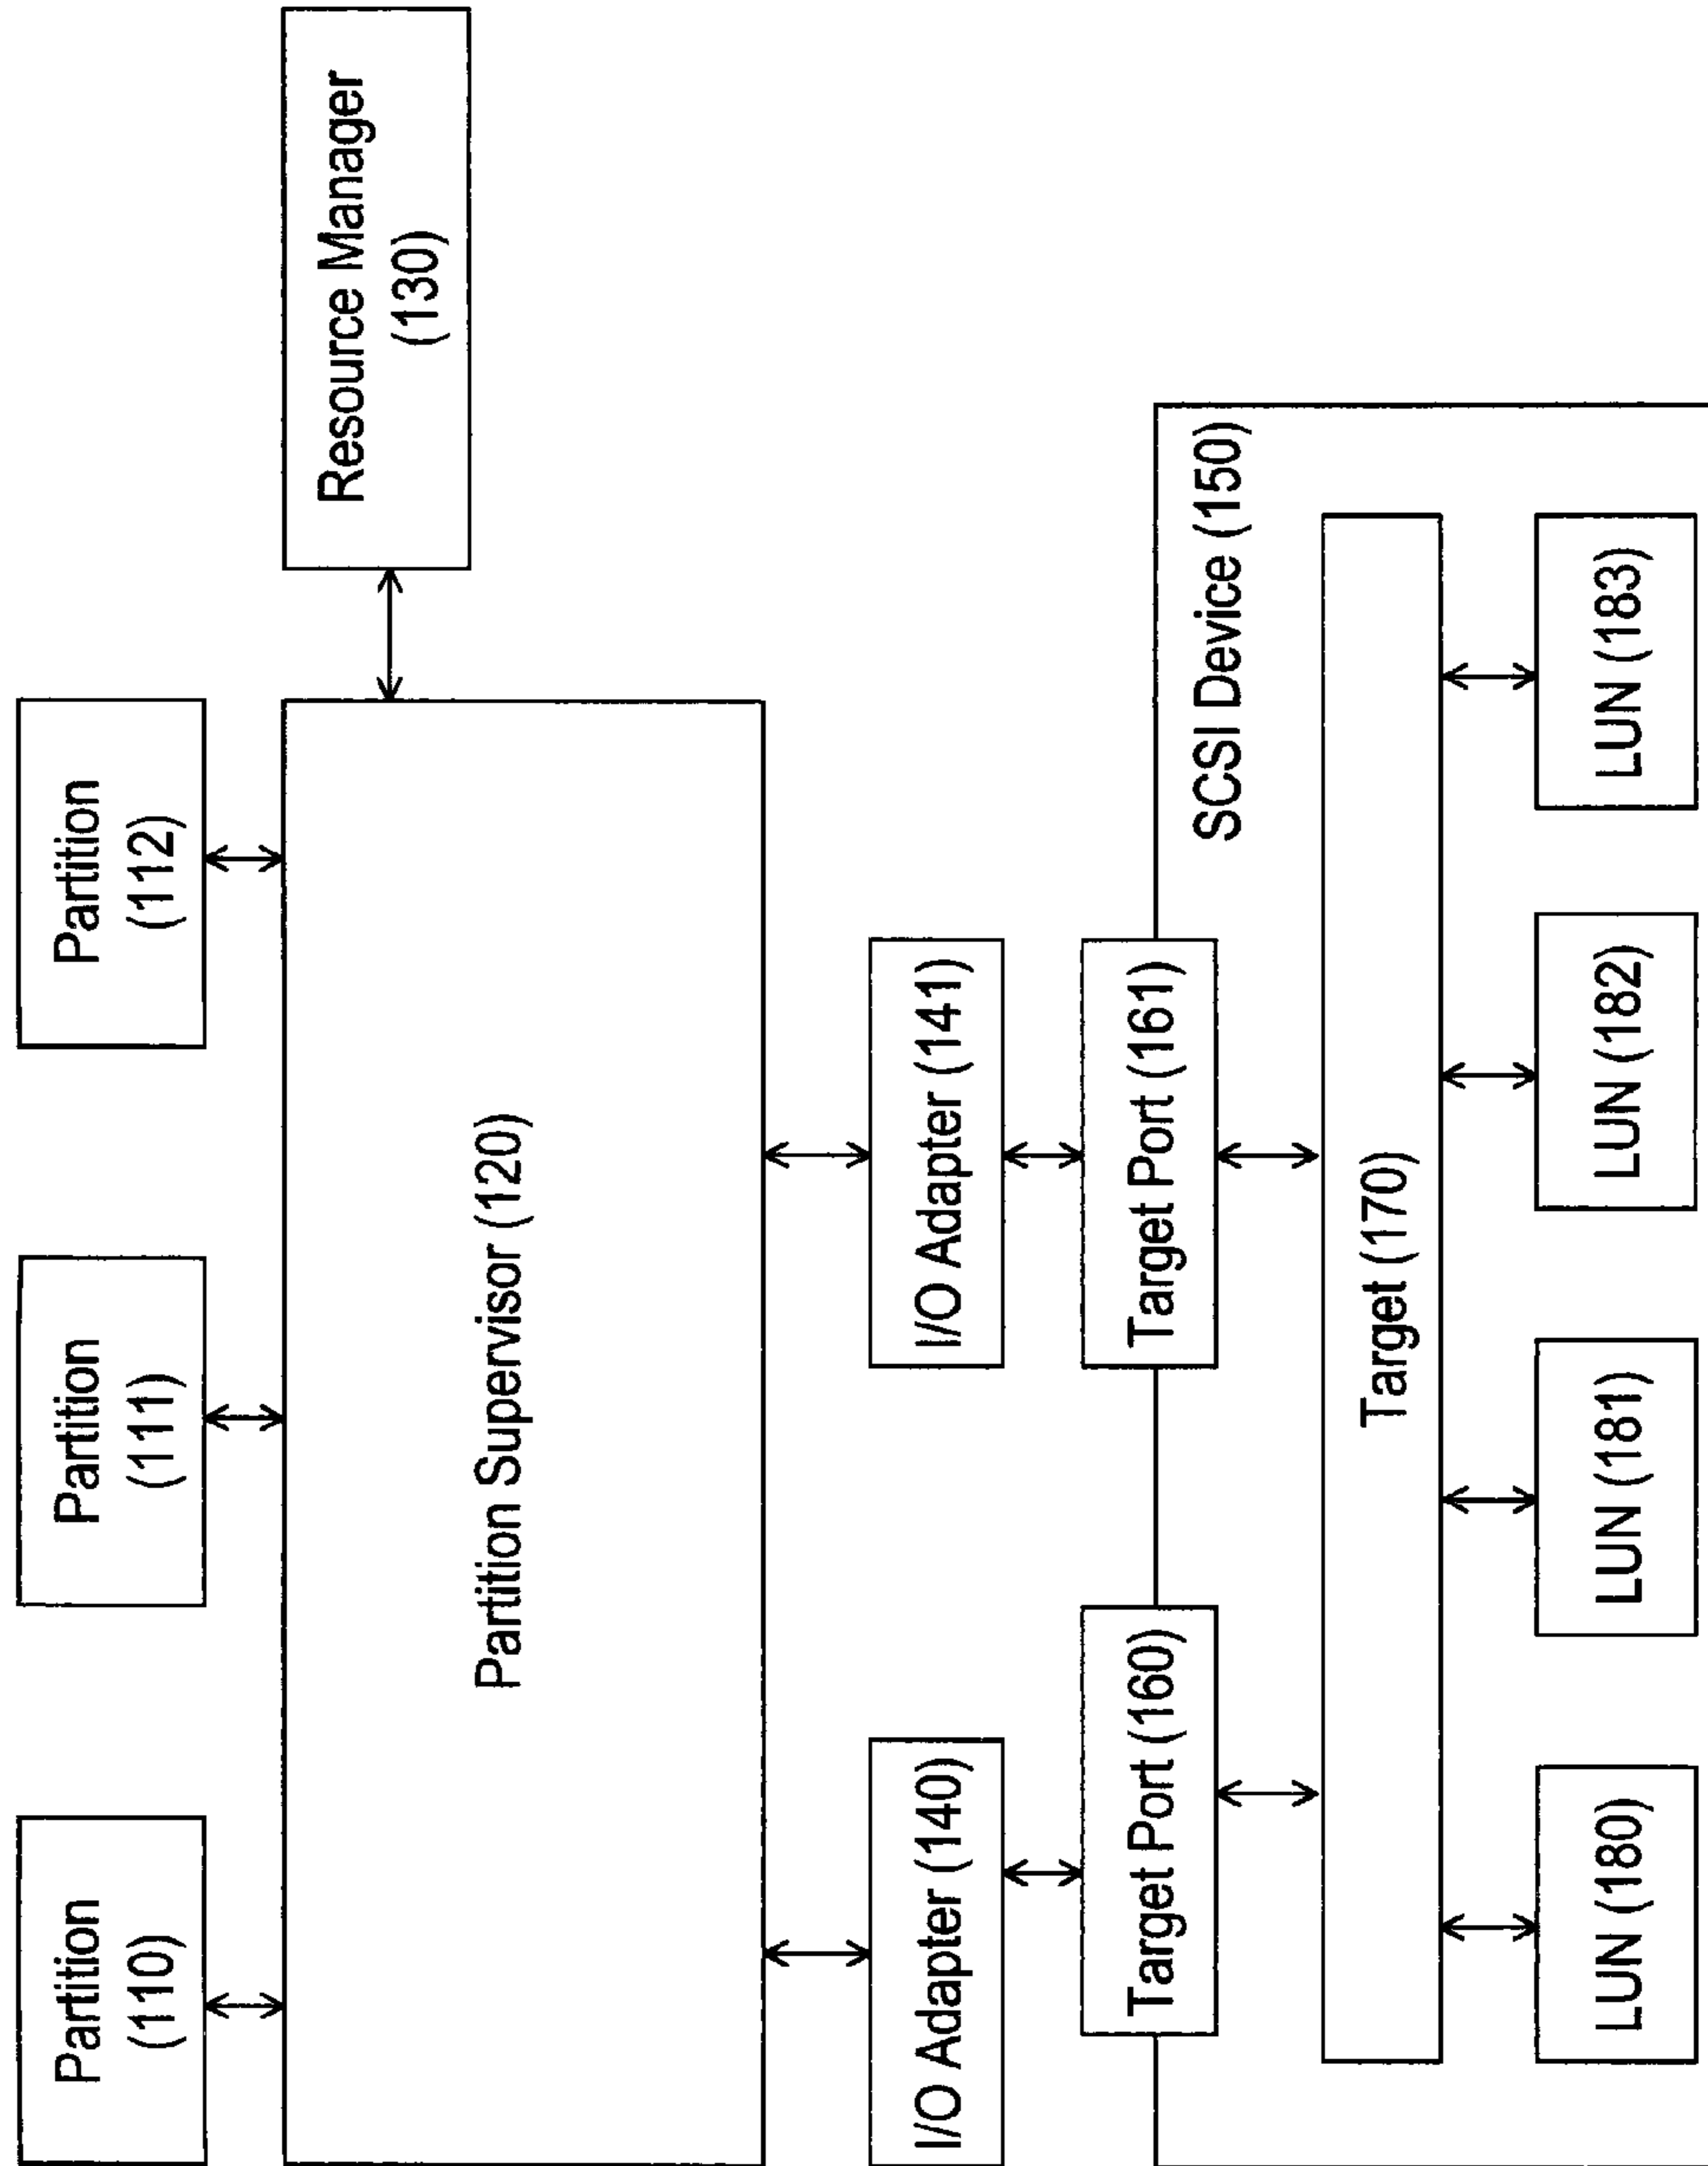 Partition
(110)
Partition
(111)
Partition
(112)
Partition Supervisor (120)
Resource Manager
(130)
I/O Adapter (140)
I/O Adapter (141)
Target Port (160)
Target Port (161)
SCSI Device (150)
Target (170)
LUN (180)
LUN (181)
LUN (182)
LUN (183)